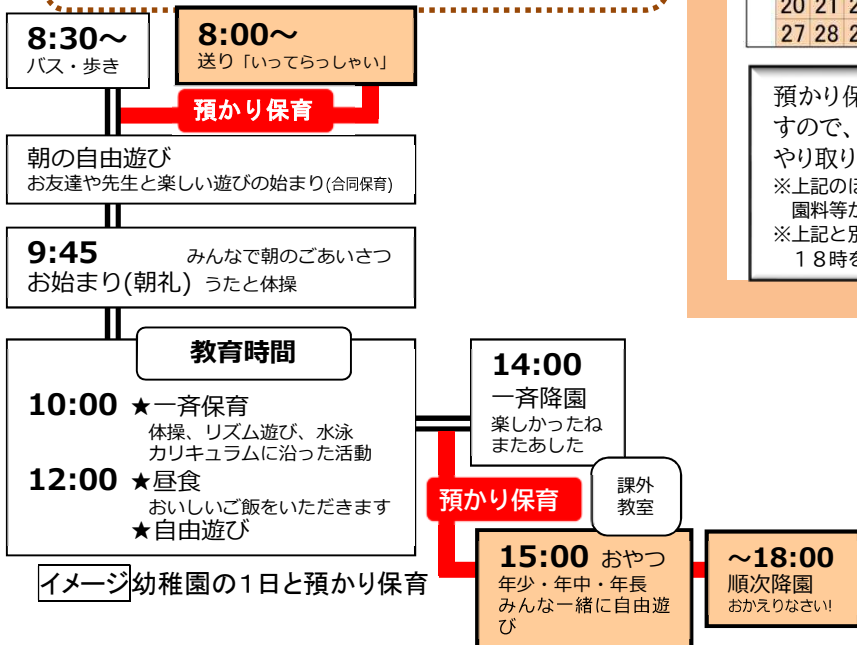 8:30～
バス・歩き
8:00～
送り「いってらっしゃい」
預かり保育
朝の自由遊び
お友達や先生と楽しい遊びの始まり(合同保育)
9:45 みんなで朝のごあいさつ
お始まり(朝礼) うたと体操
教育時間
10:00 ★一斉保育
体操、リズム遊び、水泳
カリキュラムに沿った活動
12:00 ★昼食
おいしいご飯をいただきます
★自由遊び
14:00
一斉降園
楽しかったね
またあした
預かり保育
課外
教室
15:00 おやつ
年少・年中・年長
みんな一緒に自由遊
び
～18:00
順次降園
おかえりなさい!
イメージ幼稚園の1日と預かり保育
20 21
27 28
預かり保
すので、
やり取り
※上記のほ
園料等か
※上記と別
１８時を